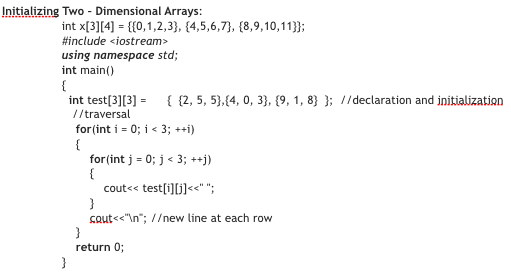 Initializing Two - Dimensional Arrays:
int x[3][4] = {{0,1,2,3}, {4,5,6,7}, {8,9,10,11}};
#include <iostream>
using namespace std;
int main()
{
int test[3][3] = { {2, 5, 5},{4, 0, 3}, {9, 1, 8} }; //declaration and initialization
//traversal
for(int i = 0; i < 3; ++i)
{
for(int j = 0; j < 3; ++j)
{
cout<< test[i][j]<<" ";
}
cout<<"\n"; //new line at each row
}
return 0;
}